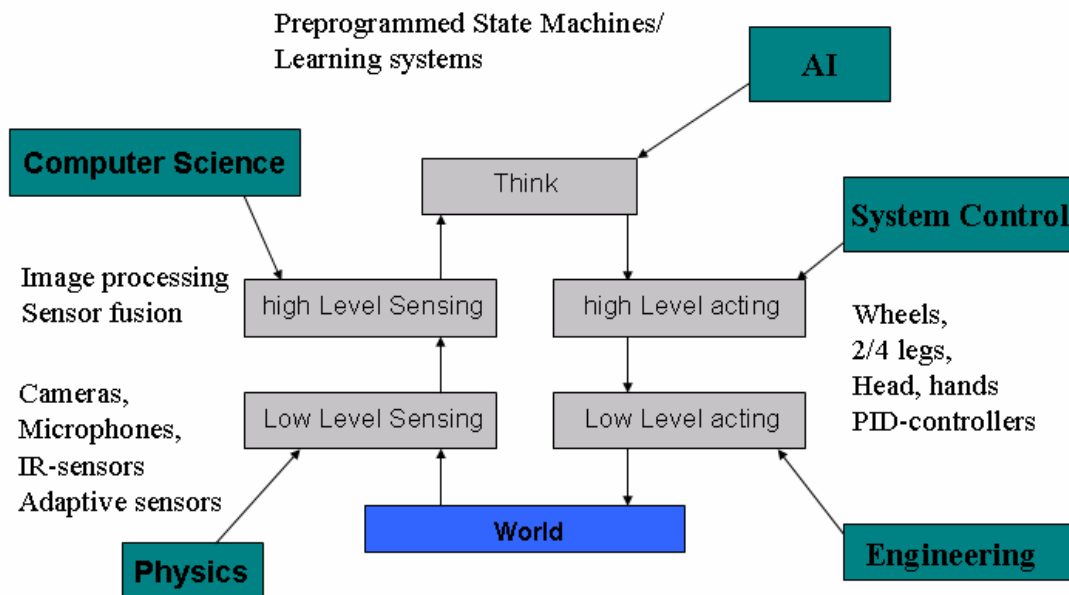 Preprogrammed State Machines/
Learning systems
AI
Computer Science
Think
System Control
Image processing
Sensor fusion
high Level Sensing
high Level acting
Wheels,
2/4 legs,
Head, hands
PID-controllers
Cameras,
Microphones,
IR-sensors
Adaptive sensors
Low Level Sensing
Low Level acting
World
Physics
Engineering